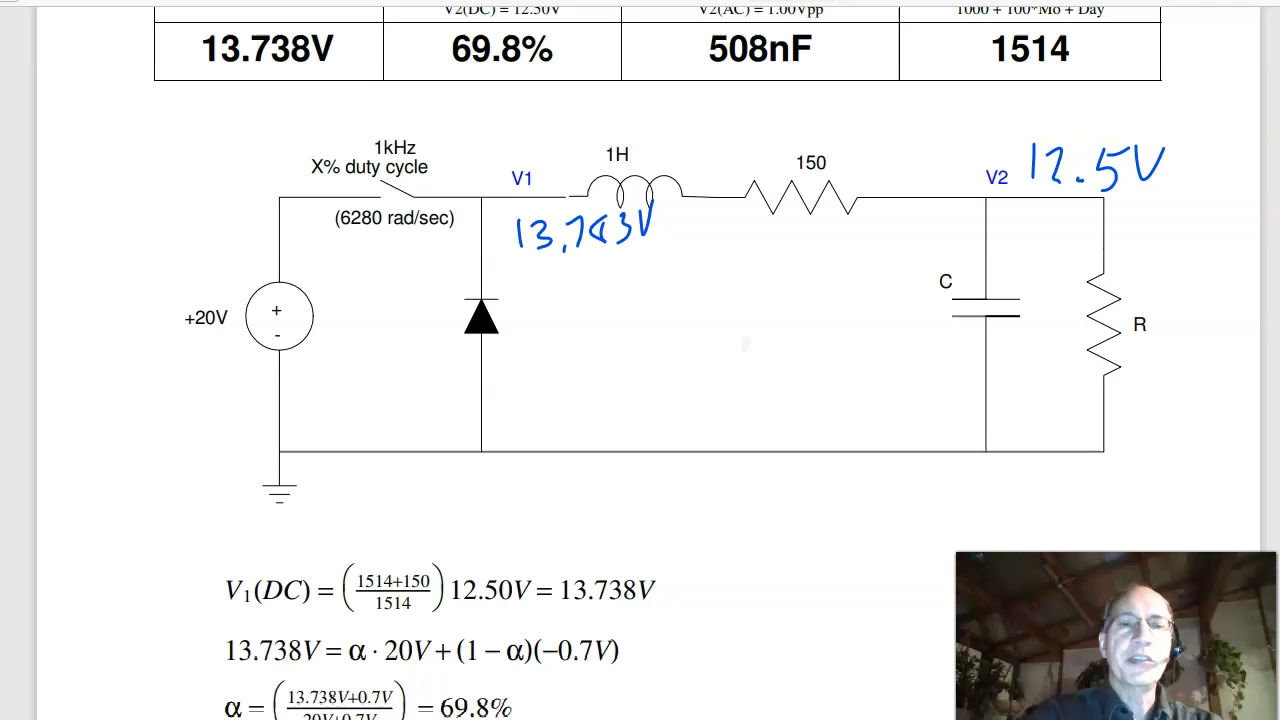 V2(DC) = 12.50V
V2(AC) = 1.00Vpp
1000 + 100*Mo + Day
13.738V
69.8%
508nF
1514
1kHz
X% duty cycle
(6280 rad/sec)
V1
1H
150
V2
12.5V
13.743V
+20V
+
-
C
R
V₁(DC) = (1514+150/1514) 12.50V = 13.738V
13.738V = α · 20V + (1 − α)(−0.7V)
α = (13.738V+0.7V/20V+0.7V) = 69.8%